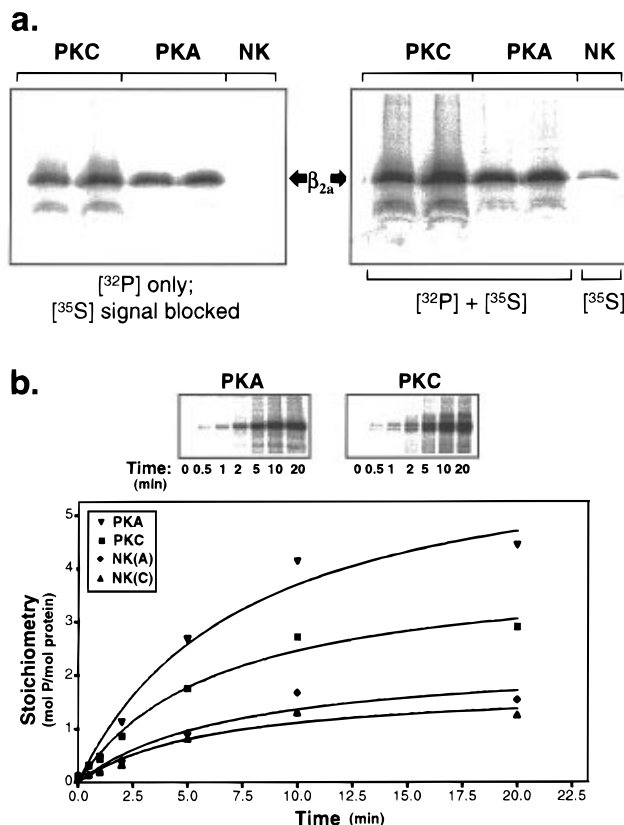 a.
PKC PKA NK PKC PKA NK
β2a
[32P] only;
[35S] signal blocked
[32P] + [35S] [35S]
b.
PKA PKC
Time: 0 0.5 1 2 5 10 20 0 0.5 1 2 5 10 20
(min)
5
4
3
2
1
0
PKA
PKC
NK(A)
NK(C)
Stoichiometry
(mol P/mol protein)
0.0 2.5 5.0 7.5 10.0 12.5 15.0 17.5 20.0 22.5
Time (min)